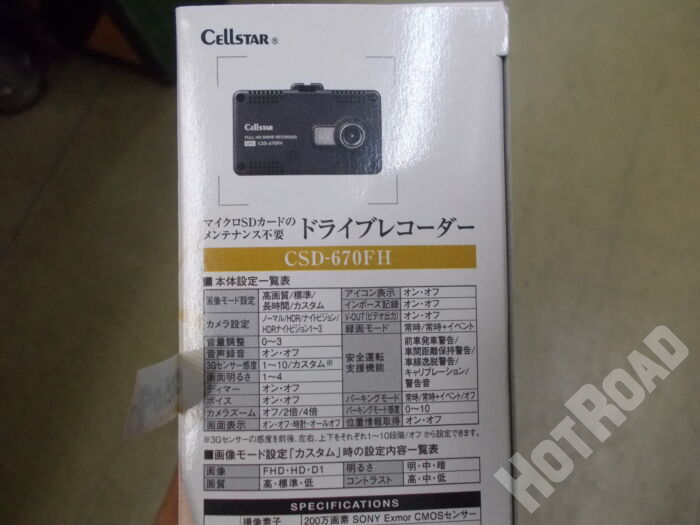 CELLSTAR ®
CELLSTAR
FULL HD DRIVE RECORDER
CSD-670FH
マイクロSDカードの
メンテナンス不要
ドライブレコーダー
CSD-670FH
■本体設定一覧表
画像モード設定 高画質/標準/長時間/カスタム
カメラ設定 ノーマル/HDR/ナイトビジョン/HDRナイトビジョン1~3
音量調整 0~3
音声録音 オン・オフ
3Gセンサー感度 1~10/カスタム※
画面明るさ 1~4
ディマー オン・オフ
ボイス オン・オフ
カメラズーム オフ/2倍/4倍
画面表示 オン・オフ・時計・オールオフ
アイコン表示 オン・オフ
インポーズ記録 オン・オフ
V-OUT(ビデオ出力) オン・オフ
録画モード 常時/常時+イベント
安全運転支援機能 前車発車警告/車間距離保持警告/車線逸脱警告/キャリブレーション/警告音
パーキングモード 常時/常時+イベント/オフ
パーキングモード感度 0~10
位置情報取得 オン・オフ
※3Gセンサーの感度を前後、左右、上下をそれぞれ1~10段階/オフ から設定できます。
■画像モード設定「カスタム」時の設定内容一覧表
画像 FHD・HD・D1 明るさ 明・中・暗
画質 高・標準・低 コントラスト 高・中・低
SPECIFICATIONS
撮像素子 200万画素 SONY Exmor CMOSセンサー
HOTROAD